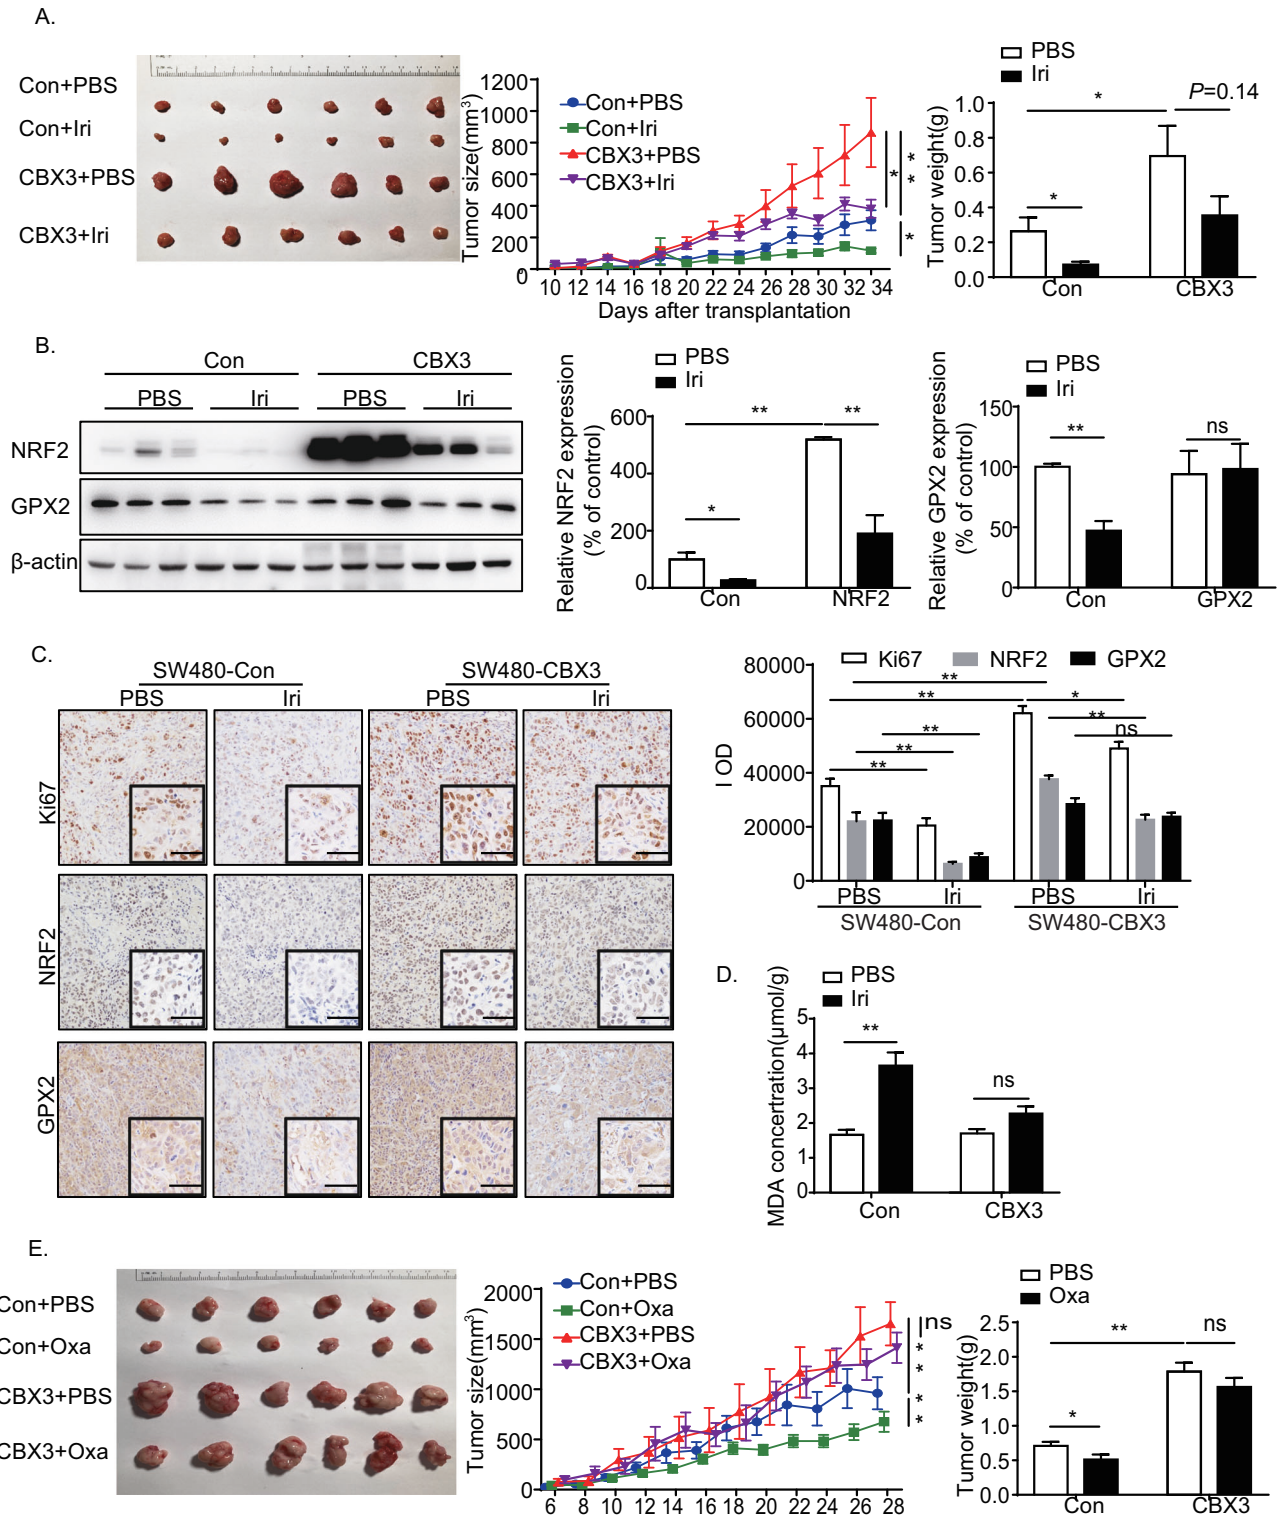 A.
Con+PBS
Con+Iri
CBX3+PBS
CBX3+Iri
Tumor size(mm³)
1200
1000
800
600
400
200
0
Con+PBS
Con+Iri
CBX3+PBS
CBX3+Iri
*
**
*
10 12 14 16 18 20 22 24 26 28 30 32 34
Days after transplantation
PBS
Iri
Tumor weight(g)
1.0
0.8
0.6
0.4
0.2
0.0
*
*
P=0.14
Con CBX3
B.
Con CBX3
PBS Iri PBS Iri
NRF2
GPX2
β-actin
PBS
Iri
Relative NRF2 expression
(% of control)
600
400
200
0
** **
*
Con NRF2
PBS
Iri
Relative GPX2 expression
(% of control)
150
100
50
0
** ns
Con GPX2
C.
SW480-Con SW480-CBX3
PBS Iri PBS Iri
Ki67
NRF2
GPX2
Ki67 NRF2 GPX2
I OD
80000
60000
40000
20000
0
**
** *
**
** ns
**
**
PBS Iri PBS Iri
SW480-Con SW480-CBX3
D.
PBS
Iri
MDA concertration(μmol/g)
5
4
3
2
1
0
**
ns
Con CBX3
E.
Con+PBS
Con+Oxa
CBX3+PBS
CBX3+Oxa
Tumor size(mm³)
2000
1500
1000
500
0
Con+PBS
Con+Oxa
CBX3+PBS
CBX3+Oxa
ns
**
**
6 8 10 12 14 16 18 20 22 24 26 28
PBS
Oxa
Tumor weight(g)
2.5
2.0
1.5
1.0
0.5
0.0
** ns
*
Con CBX3